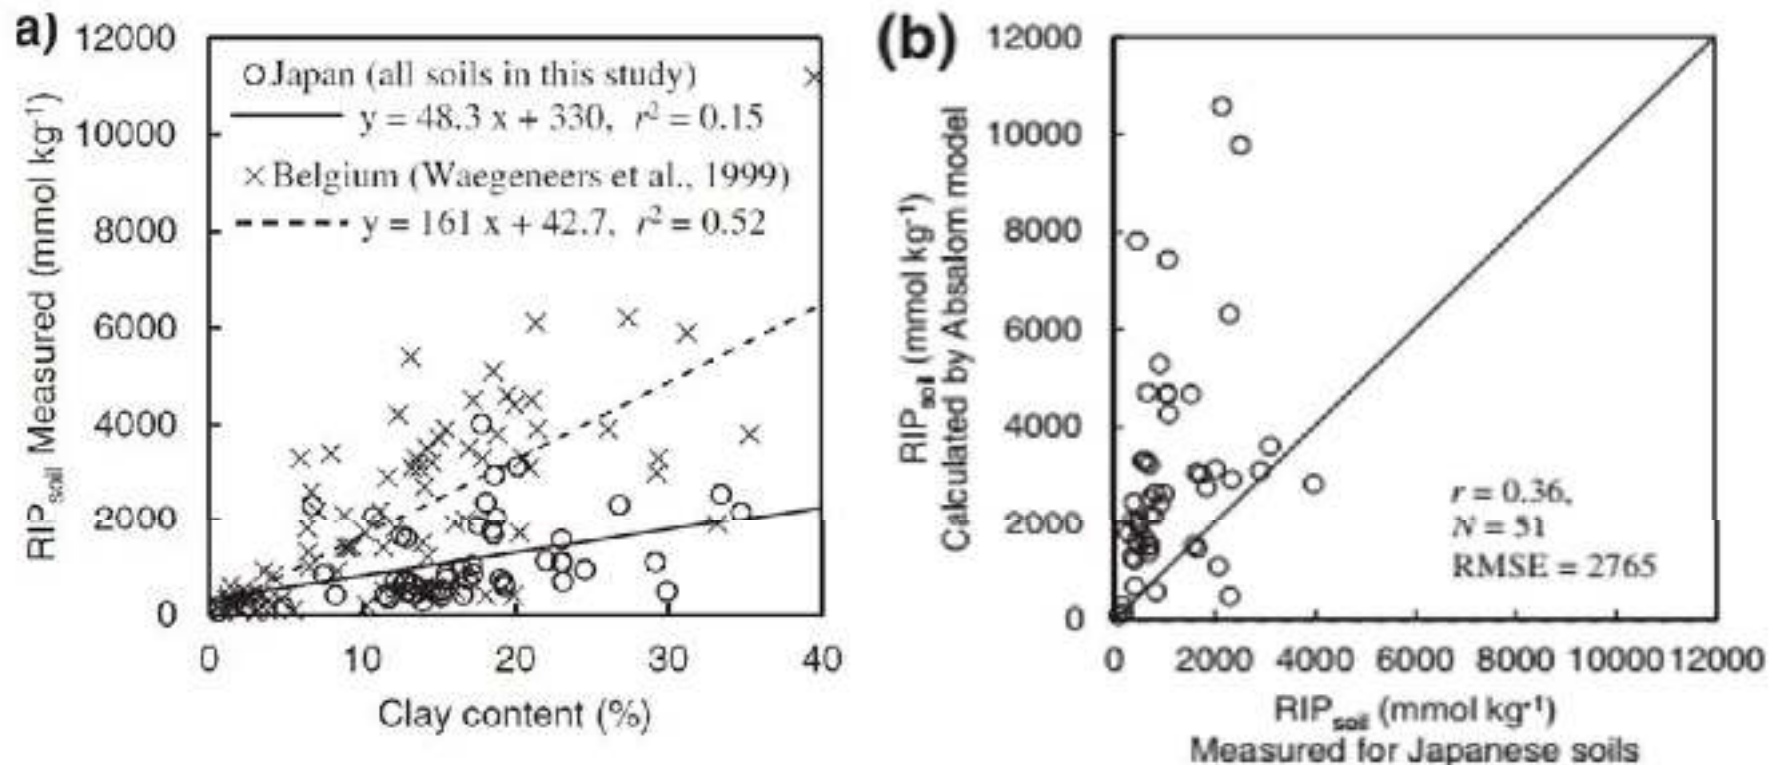 a)
RIPsoil Measured (mmol kg-1)
12000
10000
8000
6000
4000
2000
0
Japan (all soils in this study)
y = 48.3 x + 330, r2 = 0.15
Belgium (Waegeneers et al., 1999)
y = 161 x + 42.7, r2 = 0.52
0 10 20 30 40
Clay content (%)
(b)
RIPsoil (mmol kg-1)
Calculated by Absalom model
12000
10000
8000
6000
4000
2000
0
r = 0.36,
N = 51
RMSE = 2765
0 2000 4000 6000 8000 10000 12000
RIPsoil (mmol kg-1)
Measured for Japanese soils